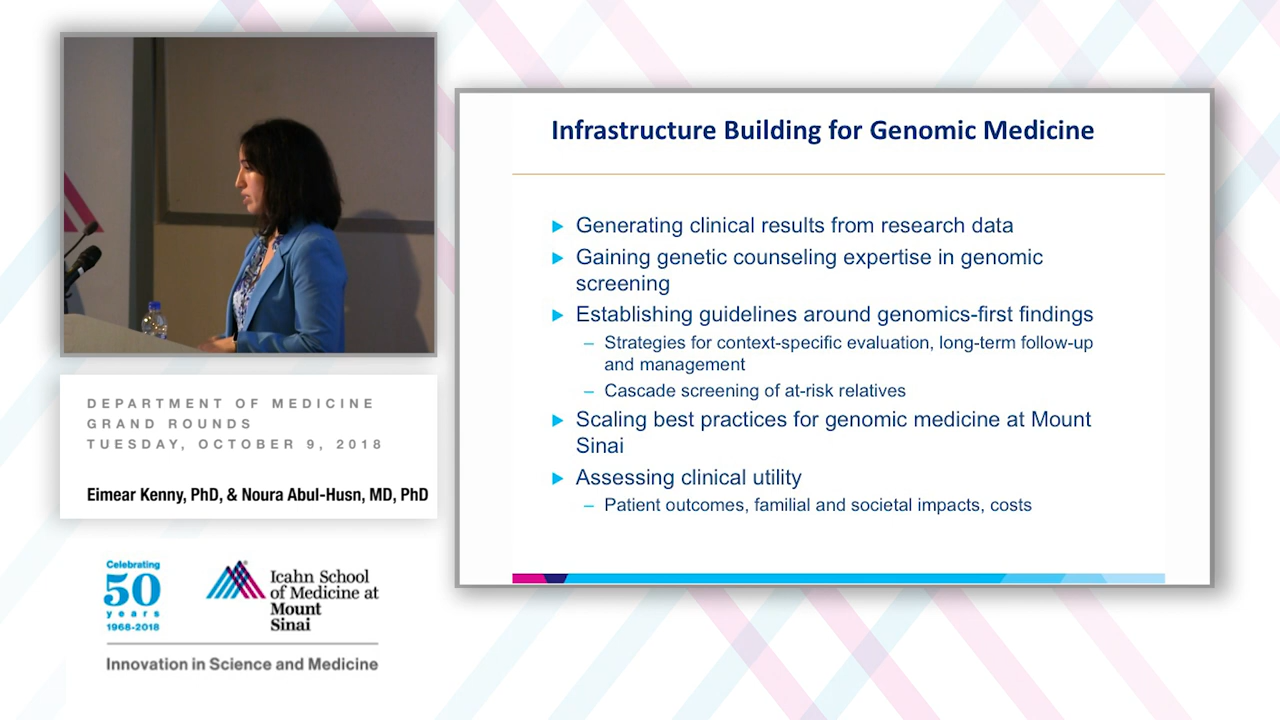 DEPARTMENT OF MEDICINE
GRAND ROUNDS
TUESDAY, OCTOBER 9, 2018
Eimear Kenny, PhD, & Noura Abul-Husn, MD, PhD
Celebrating
50
years
1968-2018
Icahn School
of Medicine at
Mount
Sinai
Innovation in Science and Medicine
Infrastructure Building for Genomic Medicine
Generating clinical results from research data
Gaining genetic counseling expertise in genomic
screening
Establishing guidelines around genomics-first findings
– Strategies for context-specific evaluation, long-term follow-up
and management
– Cascade screening of at-risk relatives
Scaling best practices for genomic medicine at Mount
Sinai
Assessing clinical utility
– Patient outcomes, familial and societal impacts, costs